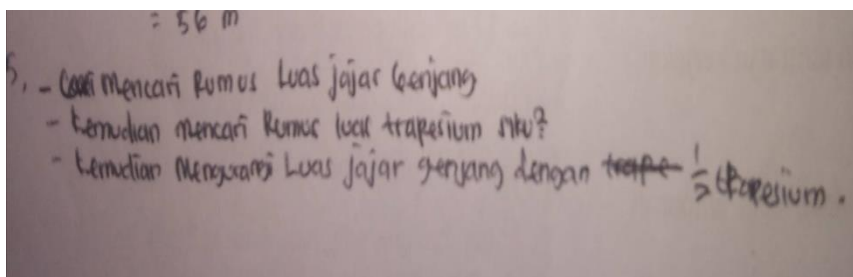 = 56 m
5. - Mencari Rumus Luas jajar Genjang
- kemudian mencari Rumus luas trapesium siku?
- kemudian Mengurangi Luas jajar genjang dengan trape 1/2 trapesium.